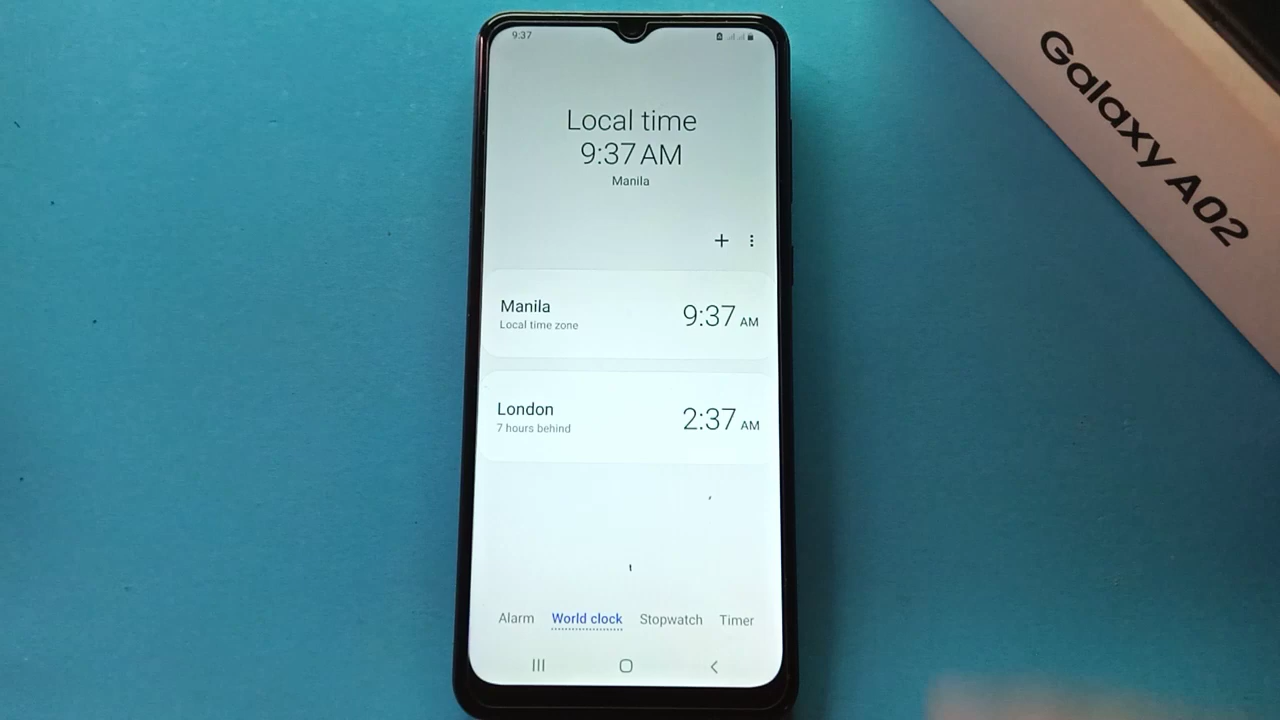 9:37
Local time
9:37 AM
Manila
Manila
Local time zone
9:37 AM
London
7 hours behind
2:37 AM
Alarm World clock Stopwatch Timer
Galaxy A02